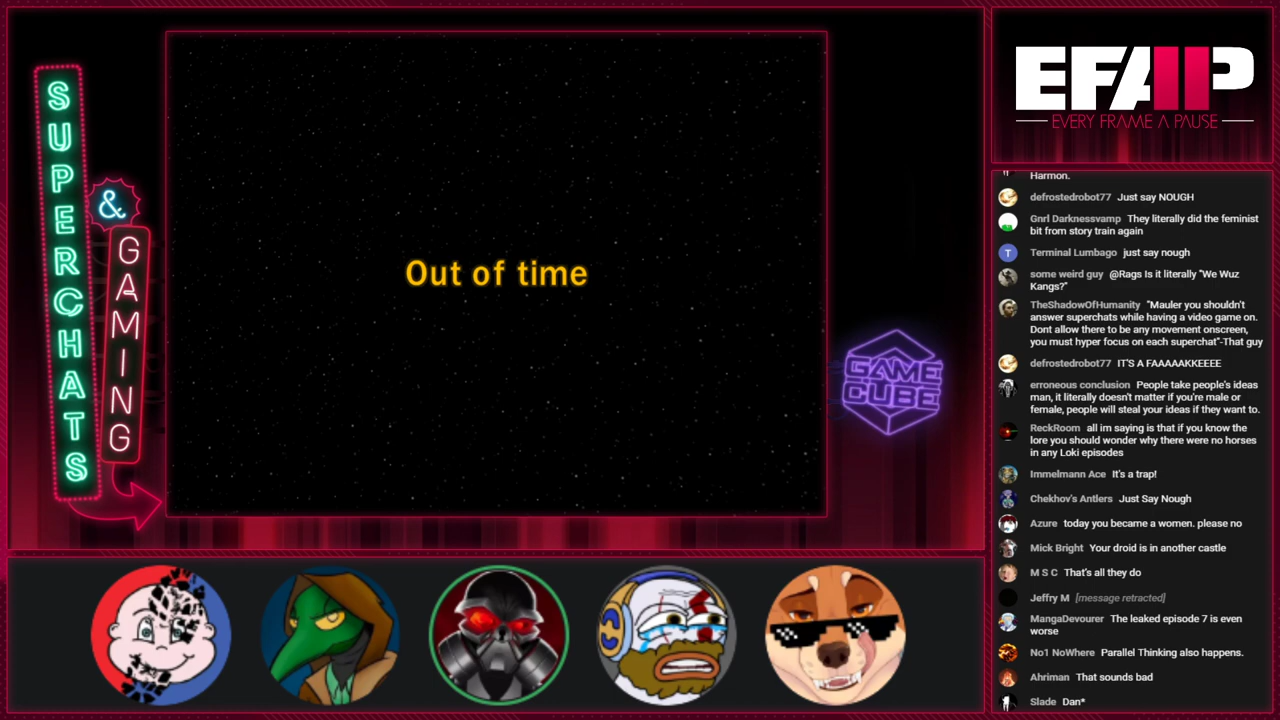 SUPERCHATS
&
GAMING
Out of time
GAME
CUBE
EFAP
EVERY FRAME A PAUSE
Harmon.
defrostedrobot77 Just say NOUGH
Gnrl Darknessvamp They literally did the feminist
bit from story train again
T
Terminal Lumbago just say nough
some weird guy @Rags Is it literally "We Wuz
Kangs?"
TheShadowOfHumanity "Mauler you shouldn't
answer superchats while having a video game on.
Dont allow there to be any movement onscreen,
you must hyper focus on each superchat"-That guy
defrostedrobot77 IT'S A FAAAAAKKEEEE
erroneous conclusion People take people's ideas
man, it literally doesn't matter if you're male or
female, people will steal your ideas if they want to.
ReckRoom all im saying is that if you know the
lore you should wonder why there were no horses
in any Loki episodes
Immelmann Ace It's a trap!
Chekhov's Antlers Just Say Nough
Azure today you became a women. please no
Mick Bright Your droid is in another castle
M S C That's all they do
Jeffry M [message retracted]
MangaDevourer The leaked episode 7 is even
worse
No1 NoWhere Parallel Thinking also happens.
Ahriman That sounds bad
Slade Dan*